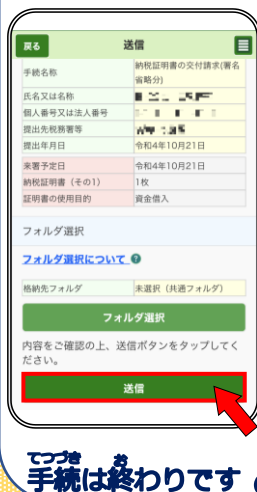 戻る 送信
手続名称 納税証明書の交付請求(署名
省略分)
氏名又は名称
個人番号又は法人番号
提出先税務署等
提出年月日 令和4年10月21日
来署予定日 令和4年10月21日
納税証明書（その1） 1枚
証明書の使用目的 資金借入
フォルダ選択
フォルダ選択について ?
格納先フォルダ 未選択（共通フォルダ）
フォルダ選択
内容をご確認の上、送信ボタンをタップしてく
ださい。
送信
てつづき お
手続は終わりです